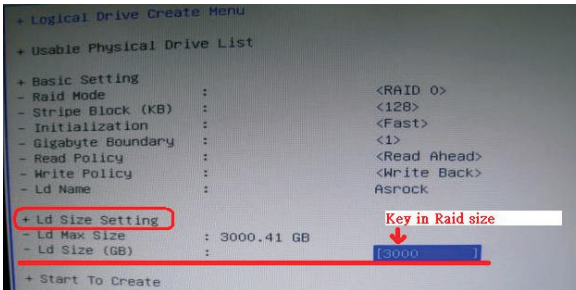 + Logical Drive Create Menu
+ Usable Physical Drive List
+ Basic Setting
- Raid Mode : <RAID 0>
- Stripe Block (KB) : <128>
- Initialization : <Fast>
- Gigabyte Boundary : <1>
- Read Policy : <Read Ahead>
- Write Policy : <Write Back>
- Ld Name : Asrock
+ Ld Size Setting
Key in Raid size
- Ld Max Size : 3000.41 GB
- Ld Size (GB) : [3000 ]
+ Start To Create